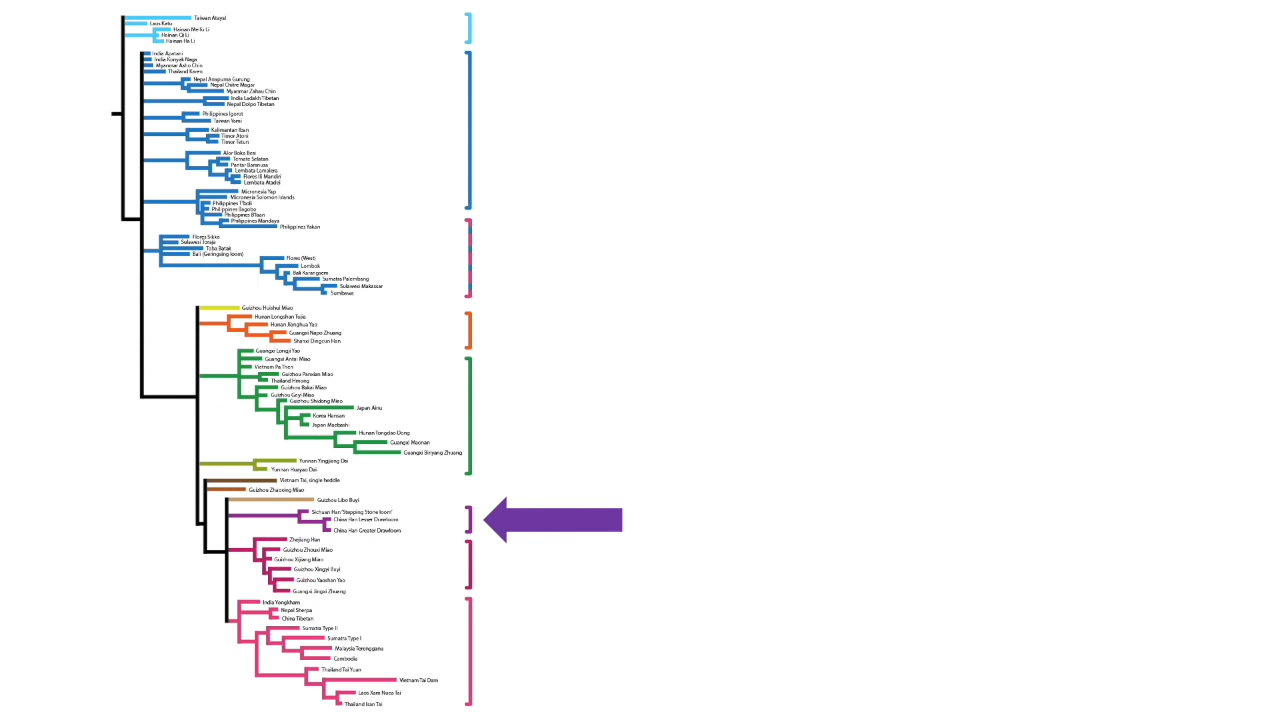 Taiwan Atayal
Laos Katu
Hainan Meifu Li
Hainan Qi Li
Hainan Ha Li
India Apatani
India Konyak Naga
Myanmar Asho Chin
Thailand Karen
Nepal Anapurna Gurung
Nepal Chitre Magar
Myanmar Zahau Chin
India Ladakh Tibetan
Nepal Dolpo Tibetan
Philippines Igorot
Taiwan Yami
Kalimantan Iban
Timor Atoni
Timor Tetun
Alor Baka Besi
Ternate Selatan
Pantar Baranusa
Lembata Lamalera
Flores Ili Mandiri
Lembata Atadei
Micronesia Yap
Micronesia Solomon Islands
Philippines T'boli
Philippines Bagobo
Philippines B'laan
Philippines Mandaya
Philippines Yakan
Flores Sikka
Sulawesi Toraja
Toba Batak
Bali (Geringsing loom)
Flores (West)
Lombok
Bali Karangsem
Sumatra Palembang
Sulawesi Makassar
Sumbwan
Guizhou Huishui Miao
Hunan Longshan Tujia
Hunan Jianghua Yao
Guangxi Napo Zhuang
Shanxi Dingcun Han
Guangxi Longji Yao
Guangxi Antai Miao
Vietnam Pa Then
Guizhou Panxian Miao
Thailand Hmong
Guizhou Bakai Miao
Guizhou Geyi Miao
Guizhou Shidong Miao
Japan Ainu
Korea Hansan
Japan Maebashi
Hunan Tongdao Dong
Guangxi Maonan
Guangxi Binyang Zhuang
Yunnan Yingjiang Dai
Yunnan Huayao Dai
Vietnam Tai, single heddle
Guizhou Zhaoxing Miao
Guizhou Libo Buyi
Sichuan Han "Stepping Stone loom"
China Han Lesser Drawloom
China Han Greater Drawloom
Zhejiang Han
Guizhou Zhouxi Miao
Guizhou Xijiang Miao
Guizhou Xingyi Buyi
Guizhou Yaoshan Yao
Guangxi Jingxi Zhuang
India Yongkham
Nepal Sherpa
China Tibetan
Sumatra Type II
Sumatra Type I
Malaysia Terengganu
Cambodia
Thailand Tai Yuan
Vietnam Tai Dam
Laos Xam Nuea Tai
Thailand Isan Tai